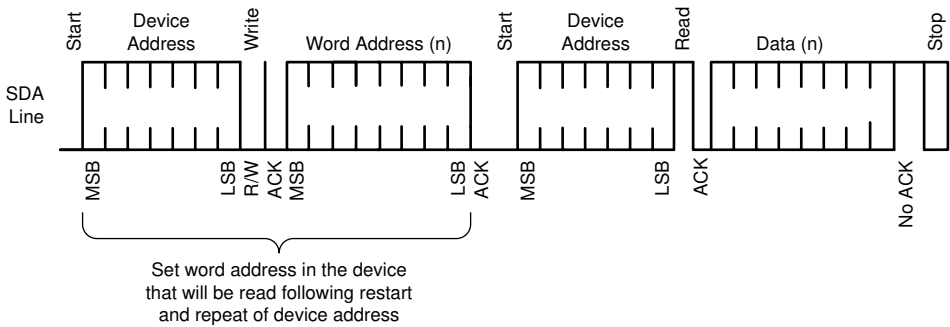 Start
Device
Address
Write
Word Address (n)
Start
Device
Address
Read
Data (n)
Stop
SDA
Line
MSB
LSB
R/W
ACK
MSB
LSB
ACK
MSB
LSB
ACK
No ACK
Set word address in the device
that will be read following restart
and repeat of device address